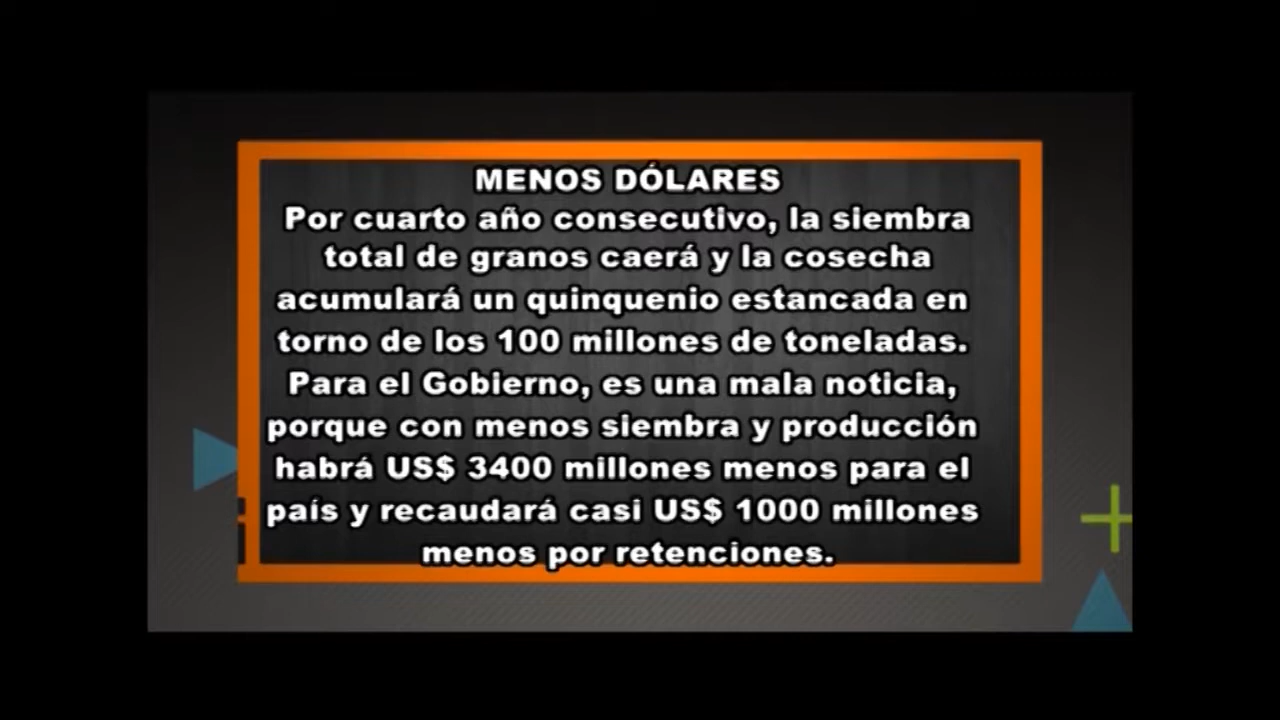 MENOS DÓLARES
Por cuarto año consecutivo, la siembra
total de granos caerá y la cosecha
acumulará un quinquenio estancada en
torno de los 100 millones de toneladas.
Para el Gobierno, es una mala noticia,
porque con menos siembra y producción
habrá US$ 3400 millones menos para el
país y recaudará casi US$ 1000 millones
menos por retenciones.